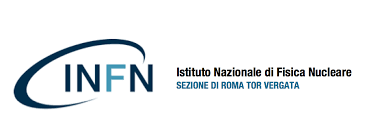 INFN
Istituto Nazionale di Fisica Nucleare
SEZIONE DI ROMA TOR VERGATA